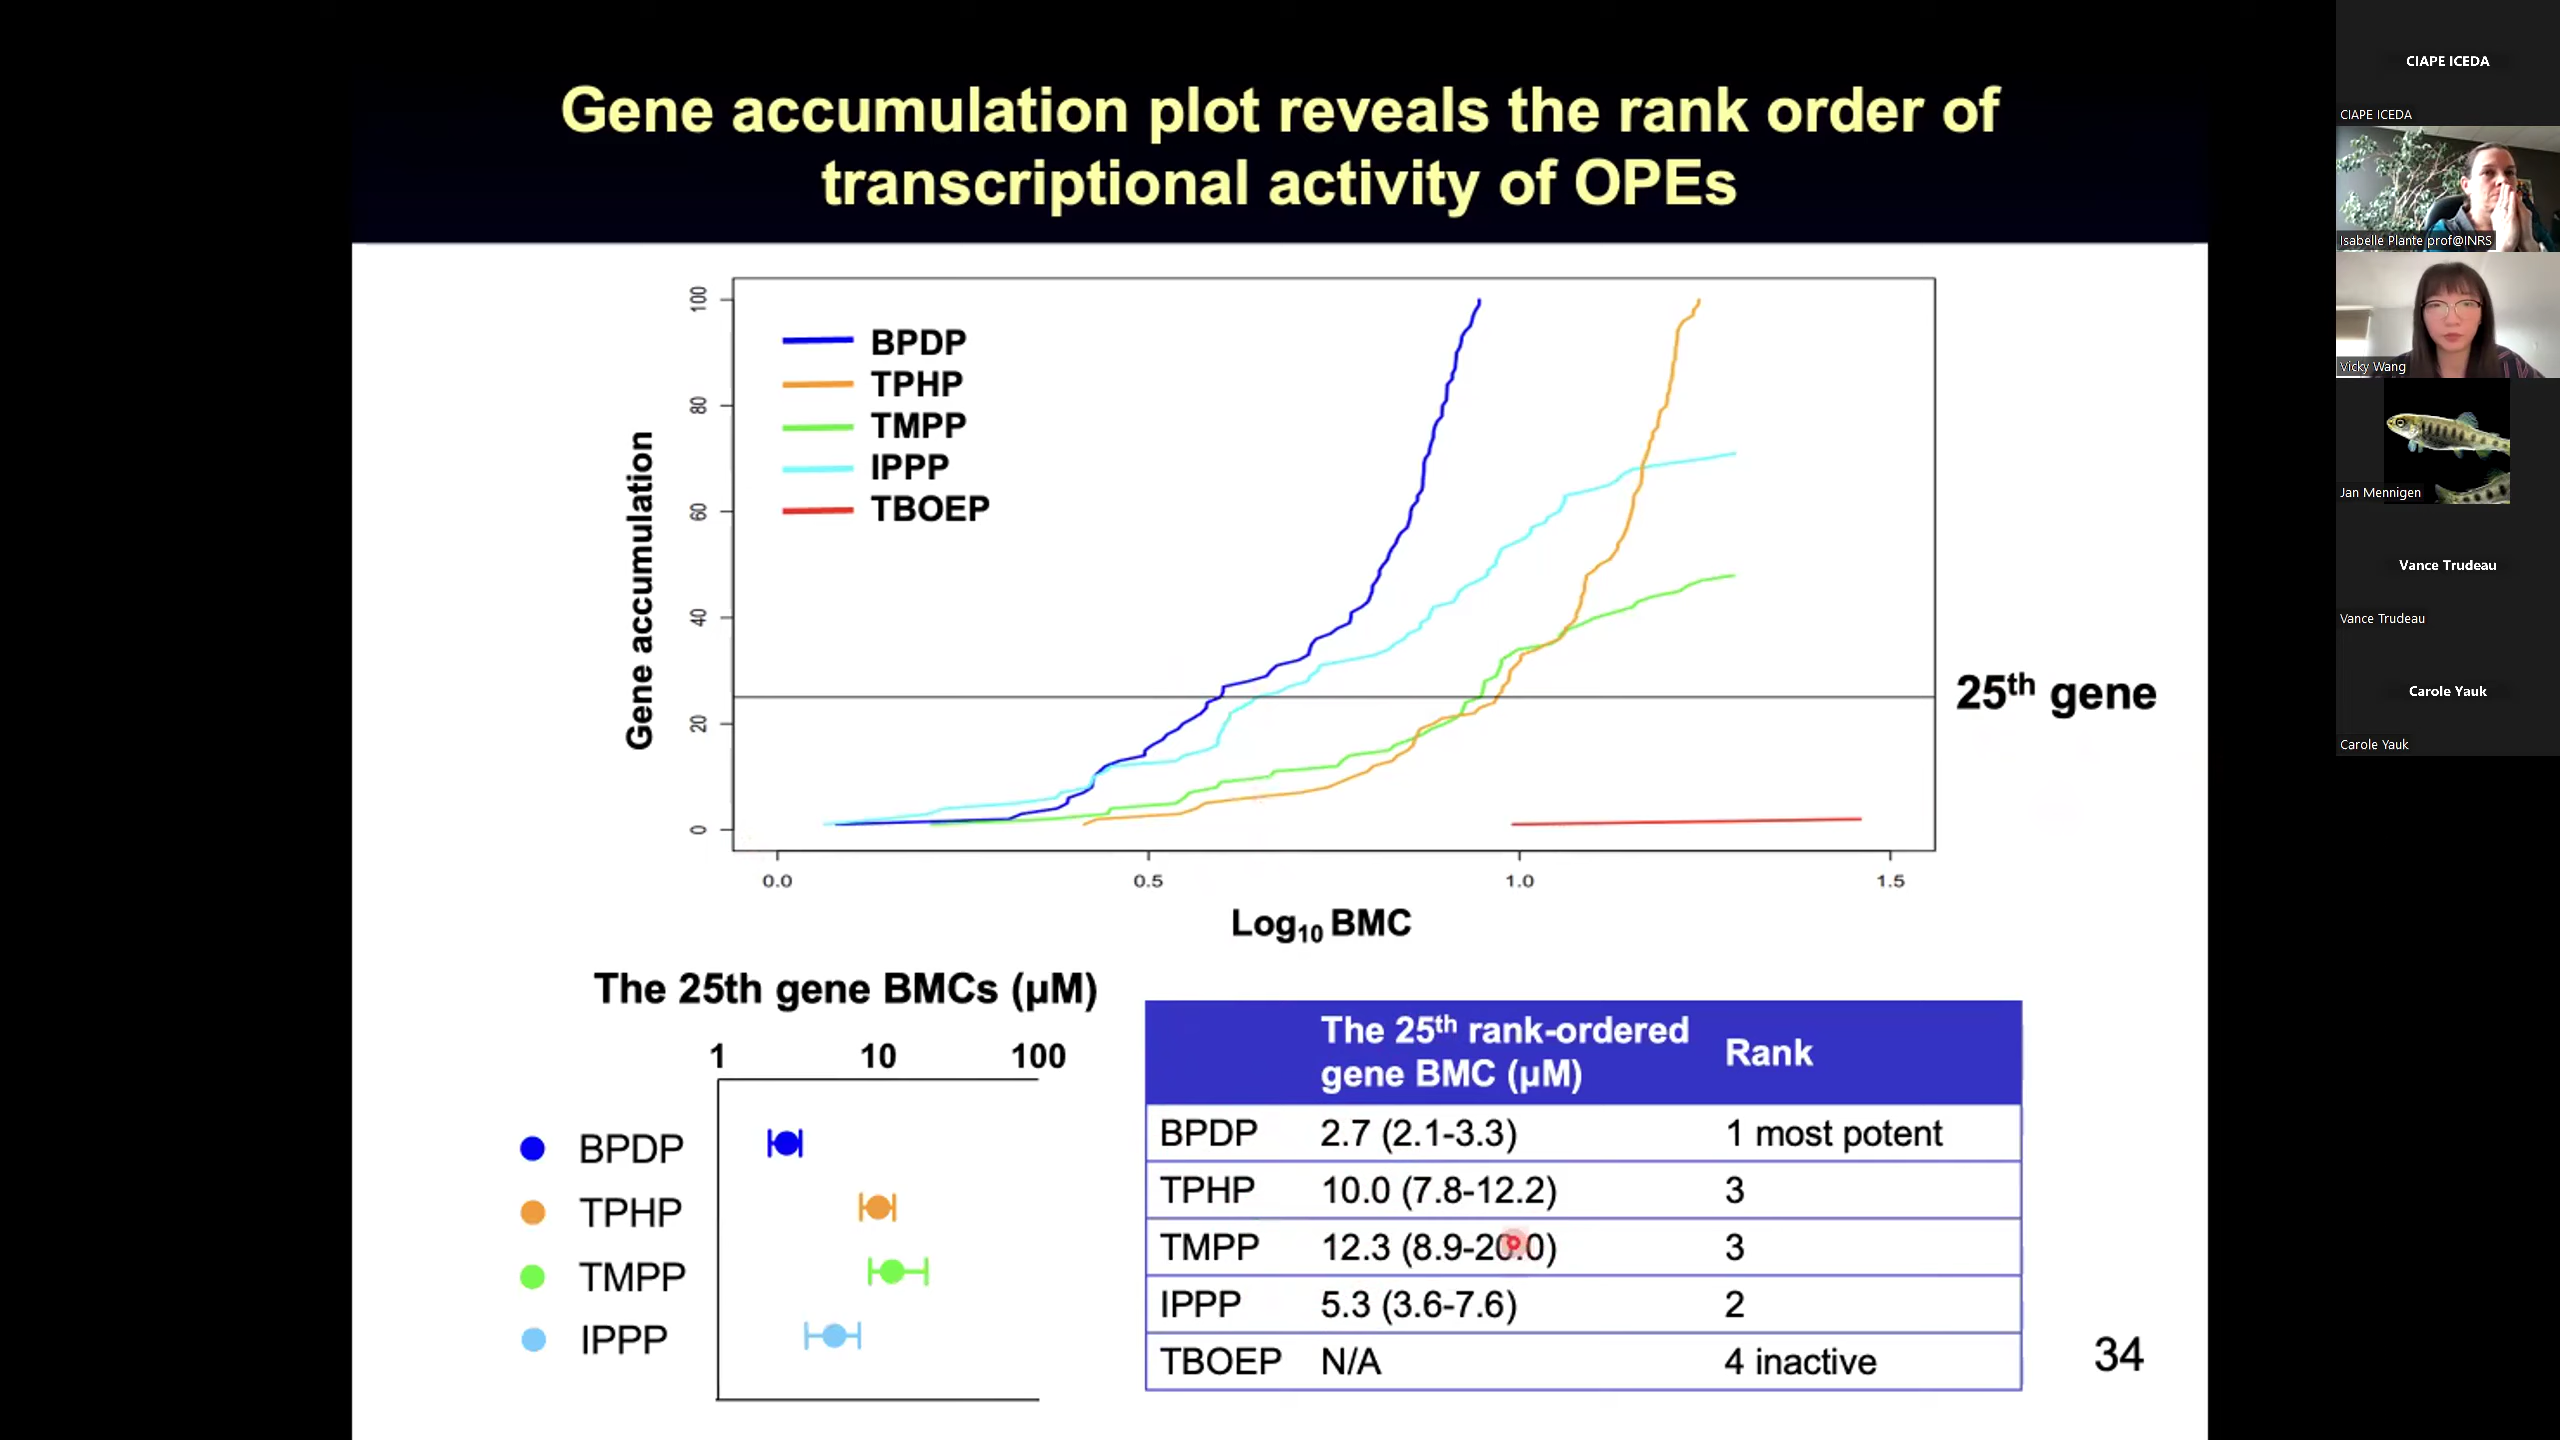 Gene accumulation plot reveals the rank order of
transcriptional activity of OPEs
BPDP
TPHP
TMPP
IPPP
TBOEP
Gene accumulation
100
80
60
40
20
0
25th gene
0.0 0.5 1.0 1.5
Log10 BMC
The 25th gene BMCs (µM)
1 10 100
BPDP
TPHP
TMPP
IPPP
The 25th rank-ordered
gene BMC (µM)
Rank
BPDP 2.7 (2.1-3.3) 1 most potent
TPHP 10.0 (7.8-12.2) 3
TMPP 12.3 (8.9-20.0) 3
IPPP 5.3 (3.6-7.6) 2
TBOEP N/A 4 inactive
34
CIAPE ICEDA
CIAPE ICEDA
Isabelle Plante prof@INRS
Vicky Wang
Jan Mennigen
Vance Trudeau
Vance Trudeau
Carole Yauk
Carole Yauk